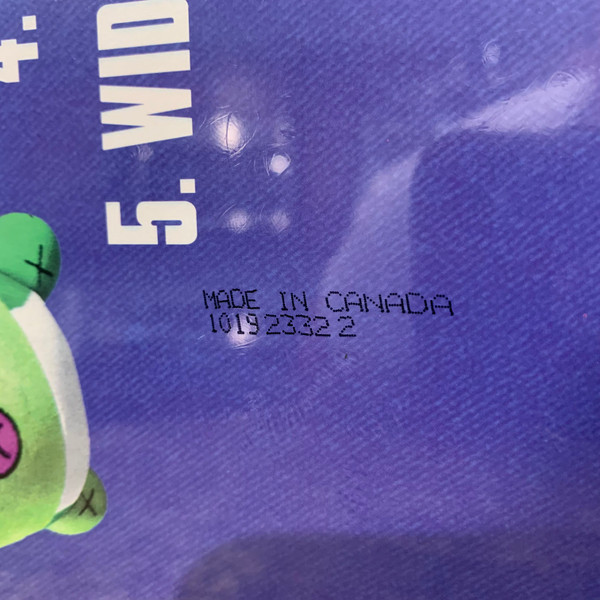 4.
5. WID
MADE IN CANADA
1019 2332 2